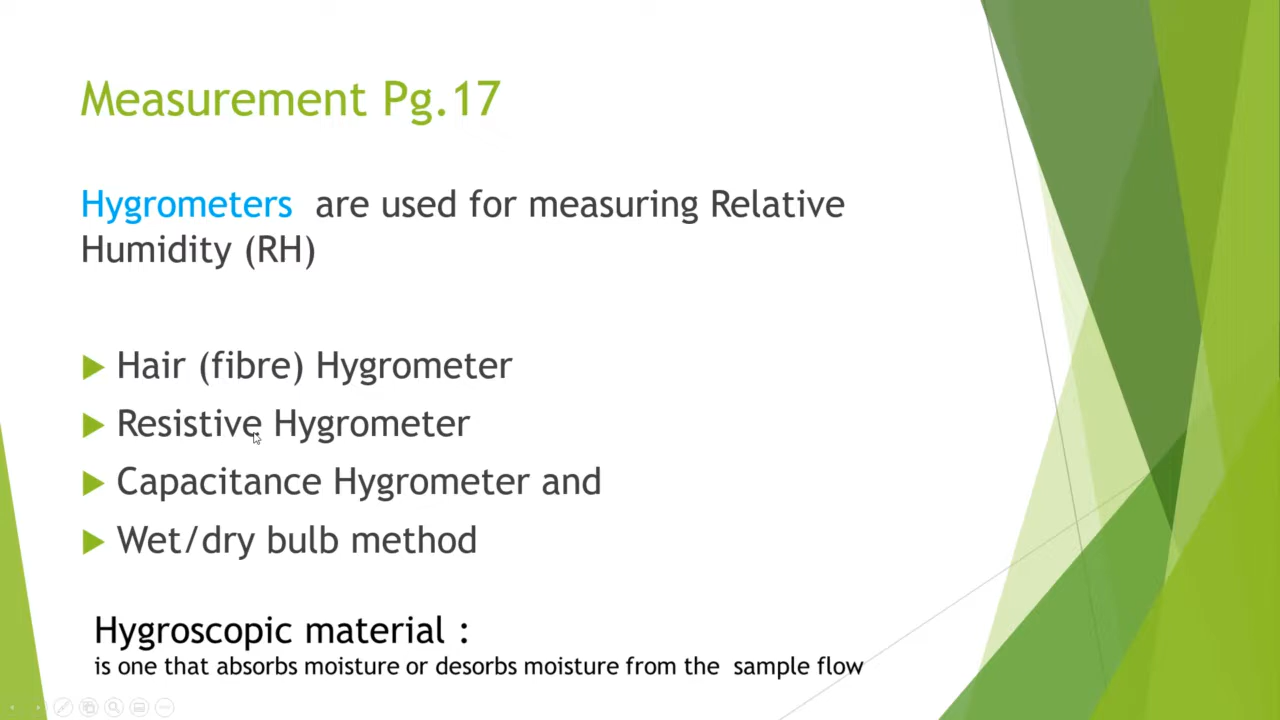 Measurement Pg.17
Hygrometers are used for measuring Relative
Humidity (RH)
Hair (fibre) Hygrometer
Resistive Hygrometer
Capacitance Hygrometer and
Wet/dry bulb method
Hygroscopic material :
is one that absorbs moisture or desorbs moisture from the sample flow